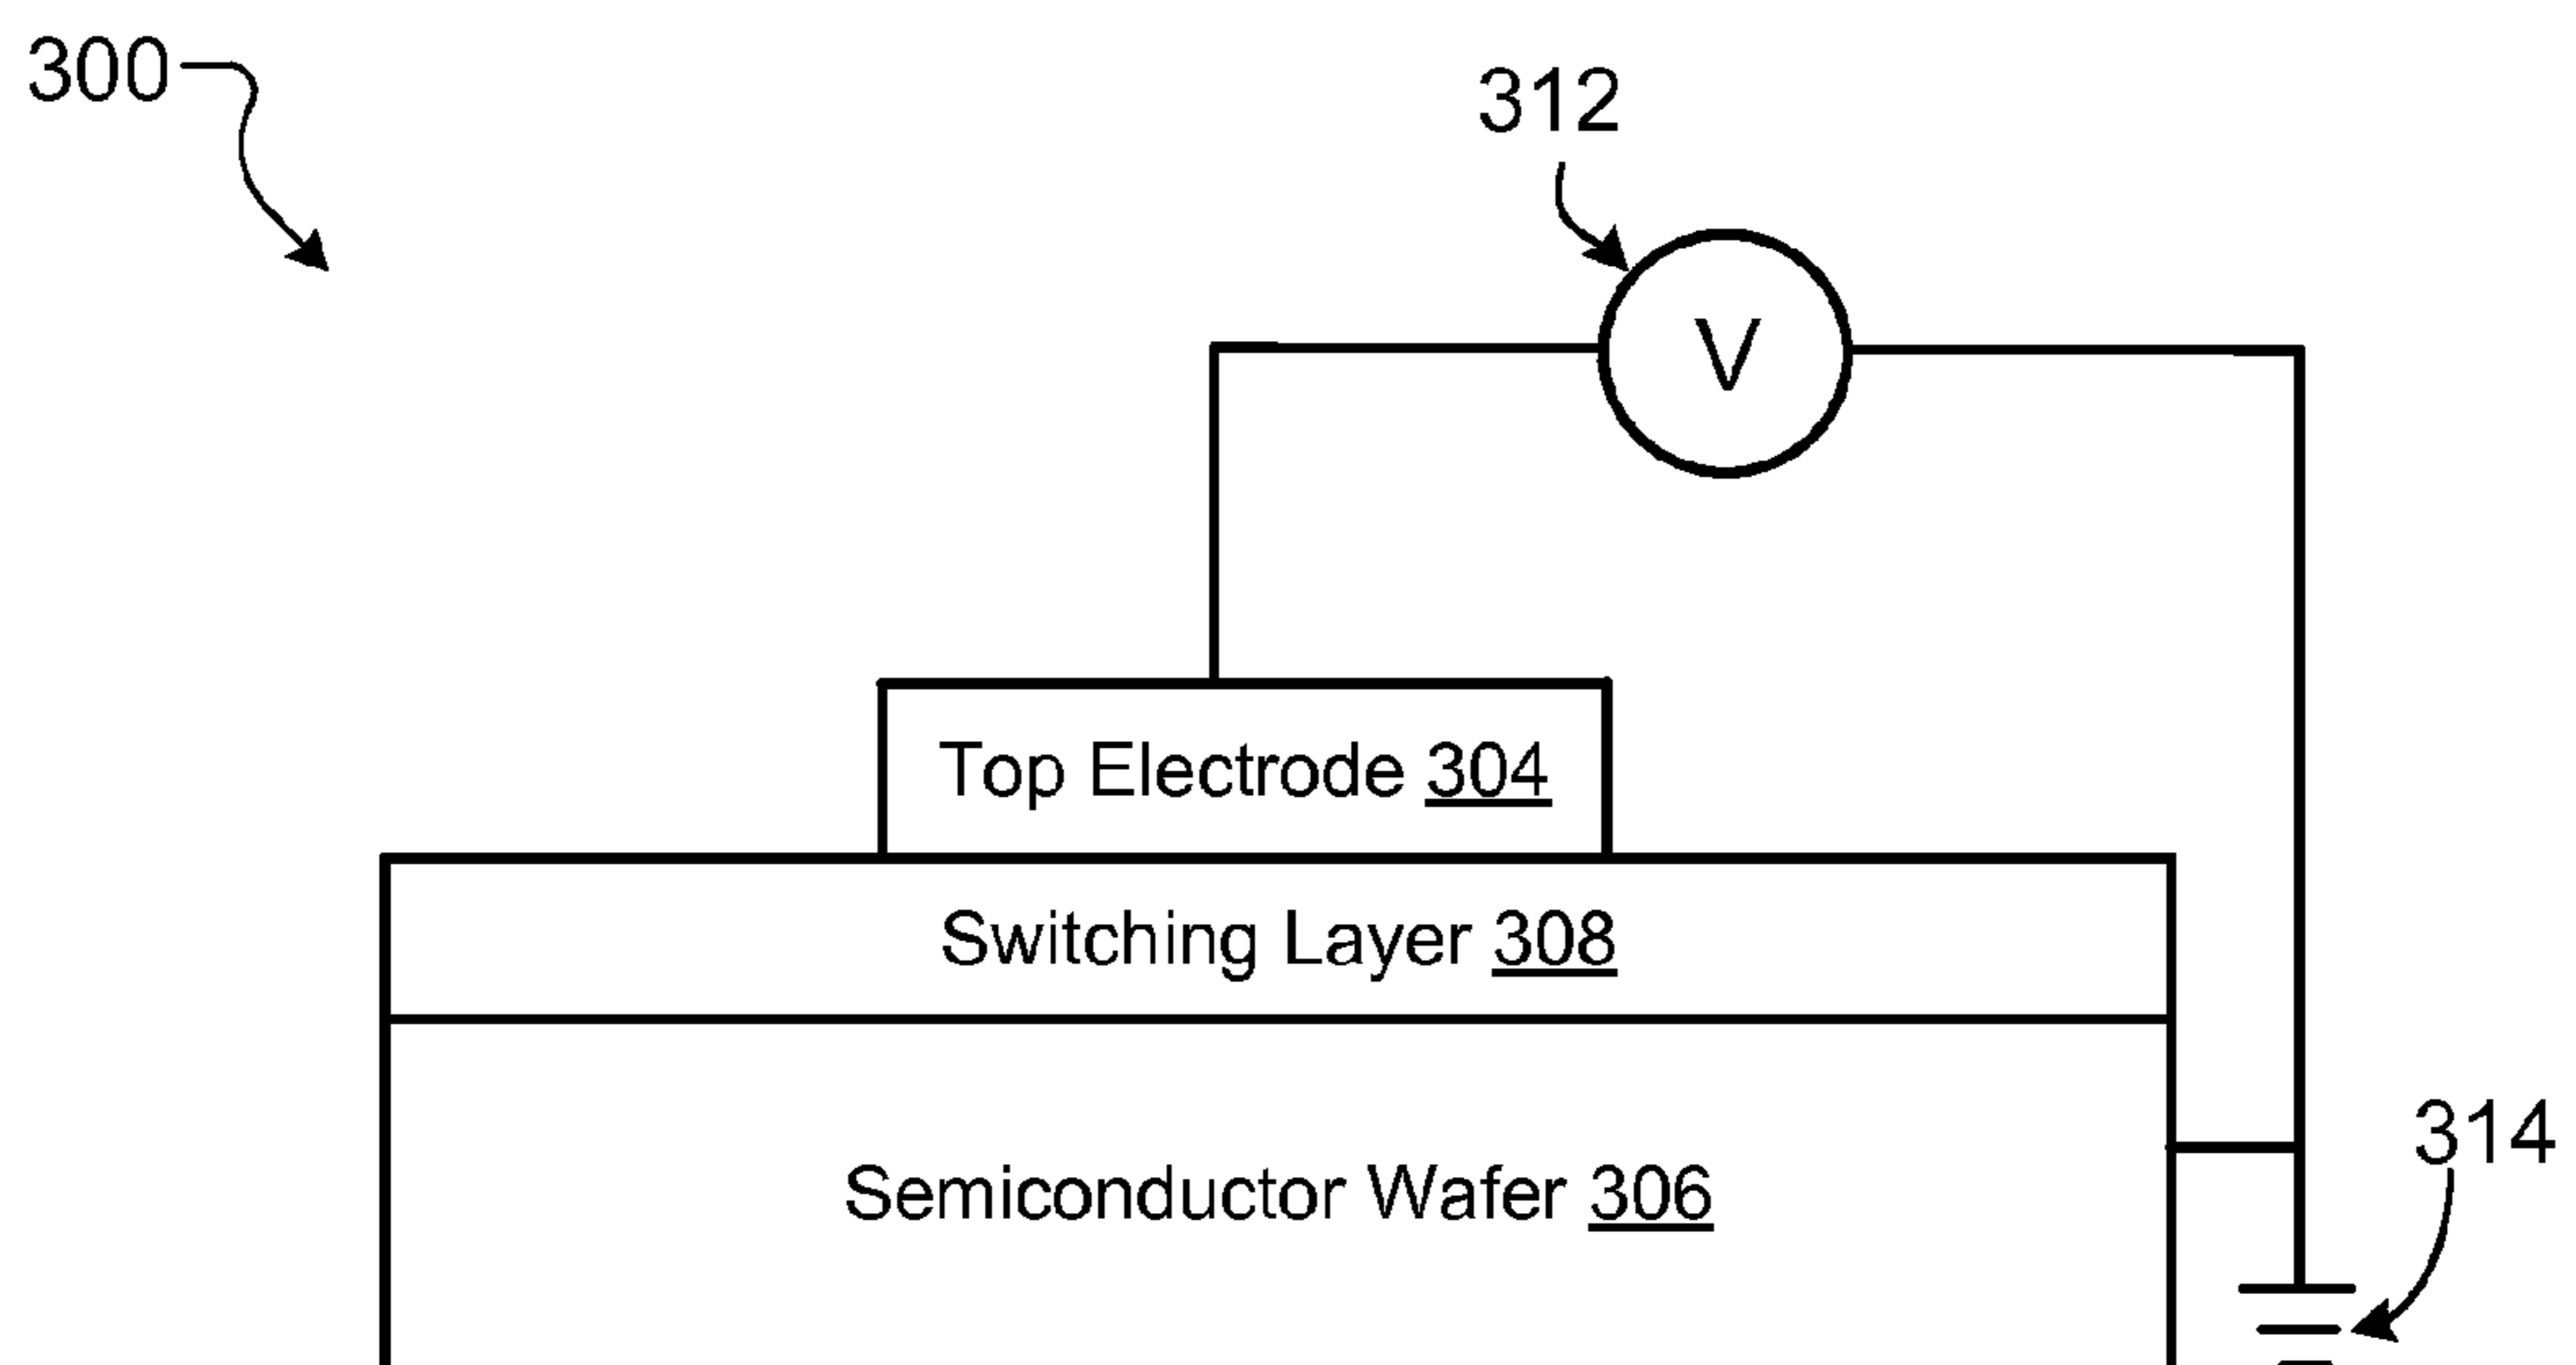 300
312
V
Top Electrode 304
Switching Layer 308
314
Semiconductor Wafer 306